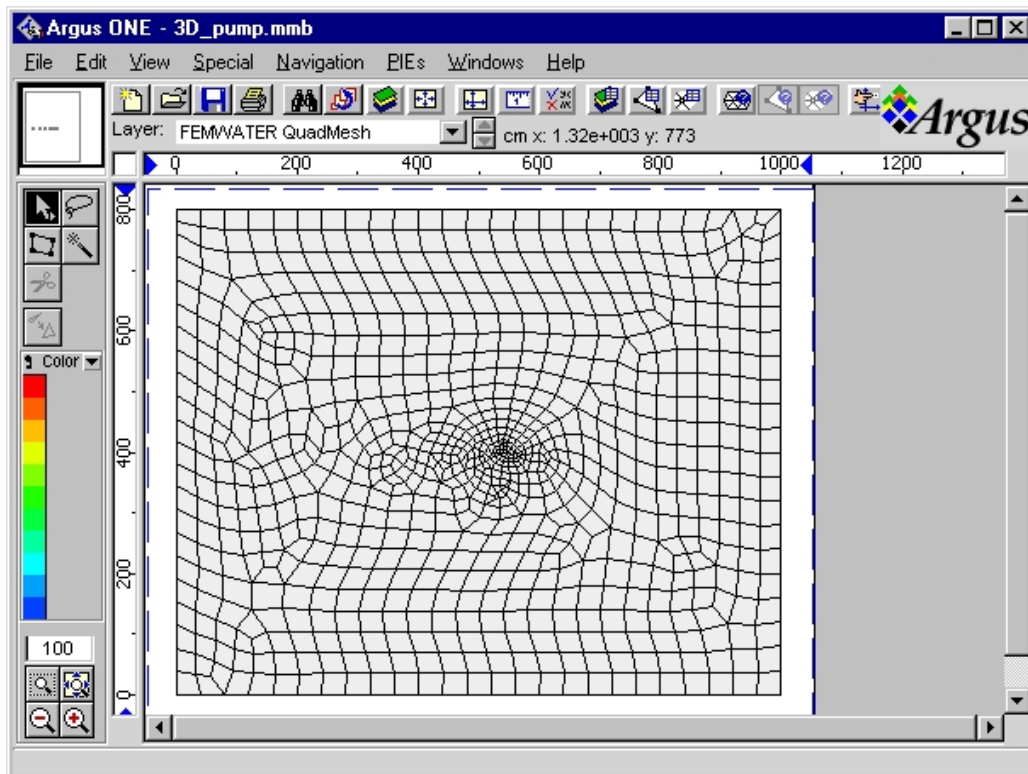 Argus ONE - 3D_pump.mmb
File Edit View Special Navigation PIEs Windows Help
Layer: FEMWATER QuadMesh cm x: 1.32e+003 y: 773
Argus
0 200 400 600 800 1000 1200
800
600
400
200
0
Color
100